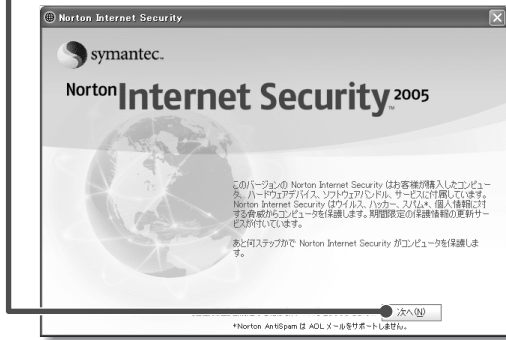 Norton Internet Security
symantec.
Norton Internet Security 2005
このバージョンの Norton Internet Security はお客様が購入したコンピュー
タ、ハードウェアデバイス、ソフトウェアバンドル、サービスに付属しています。
Norton Internet Security はウイルス、ハッカー、スパム*、個人情報に対
する脅威からコンピュータを保護します。期間限定の保護情報の更新サー
ビスが付いています。
あと何ステップかで Norton Internet Security がコンピュータを保護しま
す。
次へ(N)
*Norton AntiSpam は AOL メールをサポートしません。